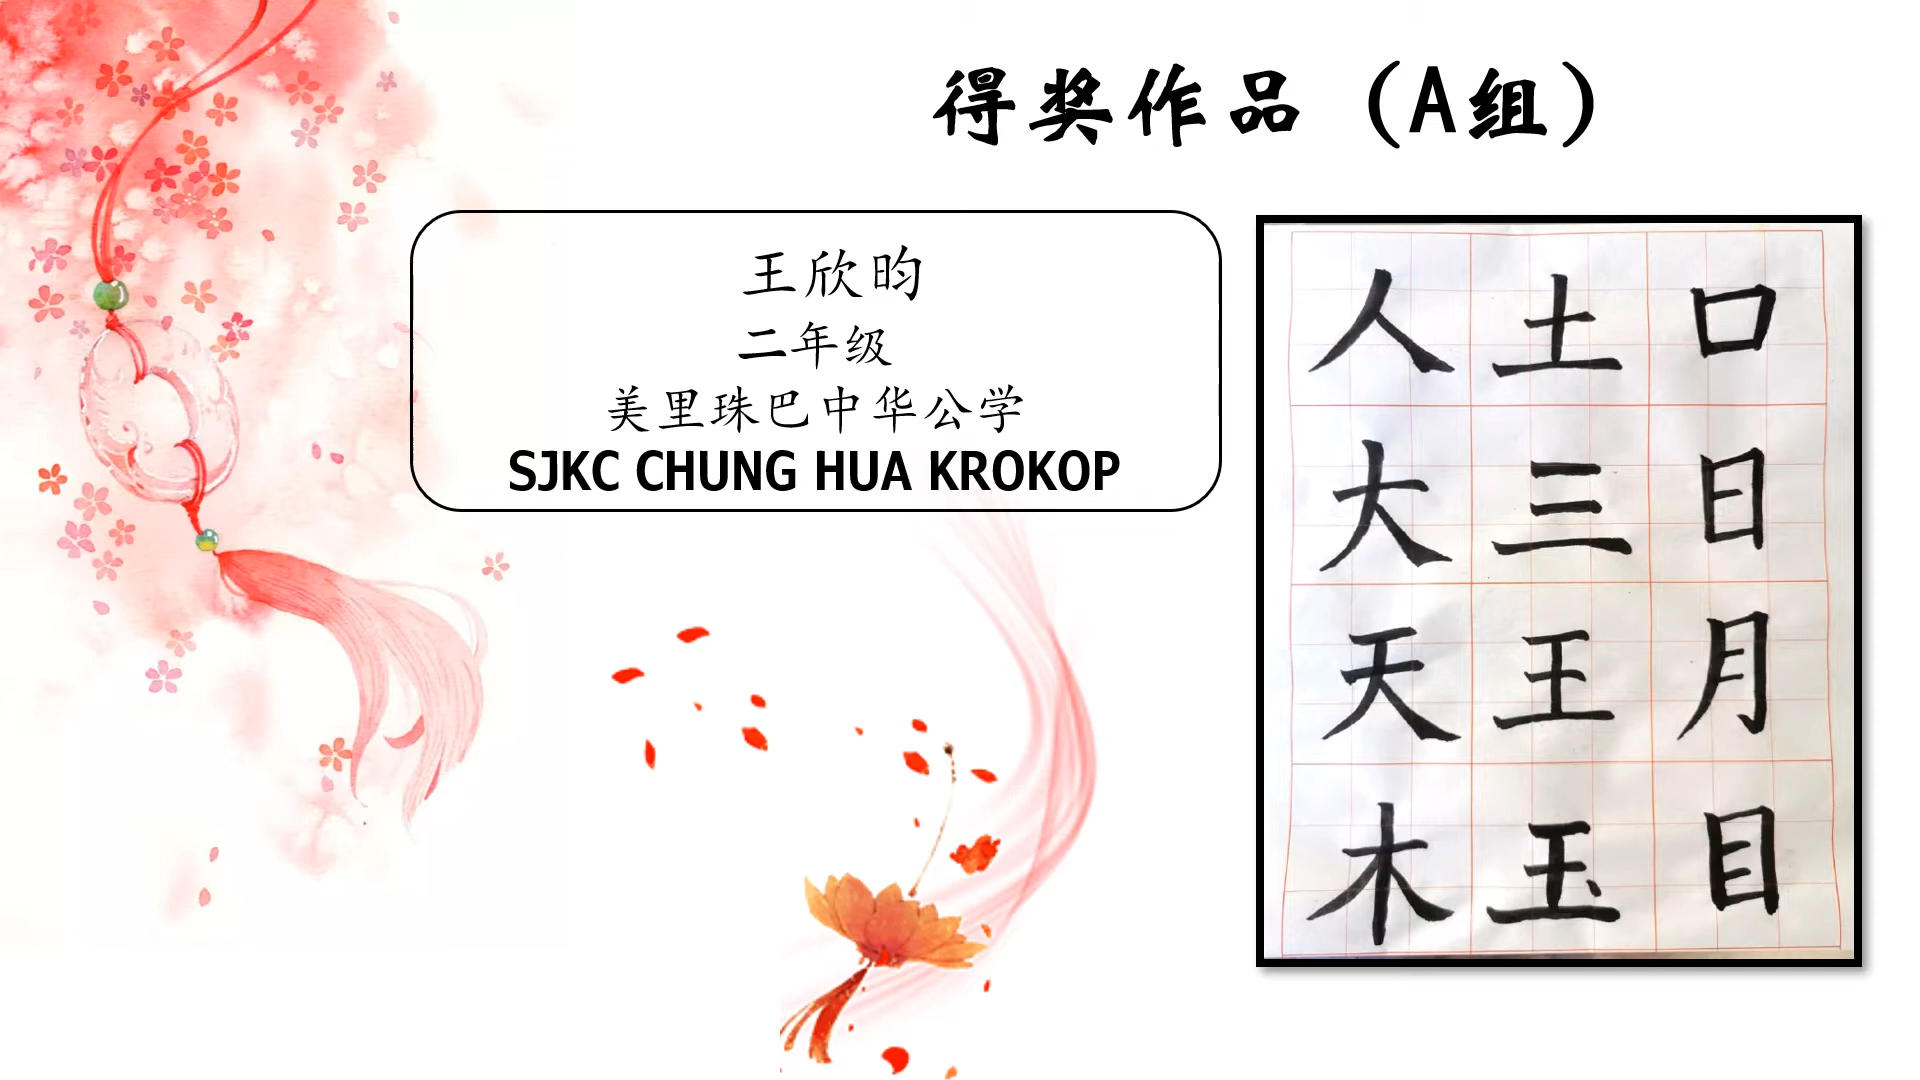 得奖作品（A组）
王欣昀
二年级
美里珠巴中华公学
SJKC CHUNG HUA KROKOP
人土口
大三日
天王月
木玉目